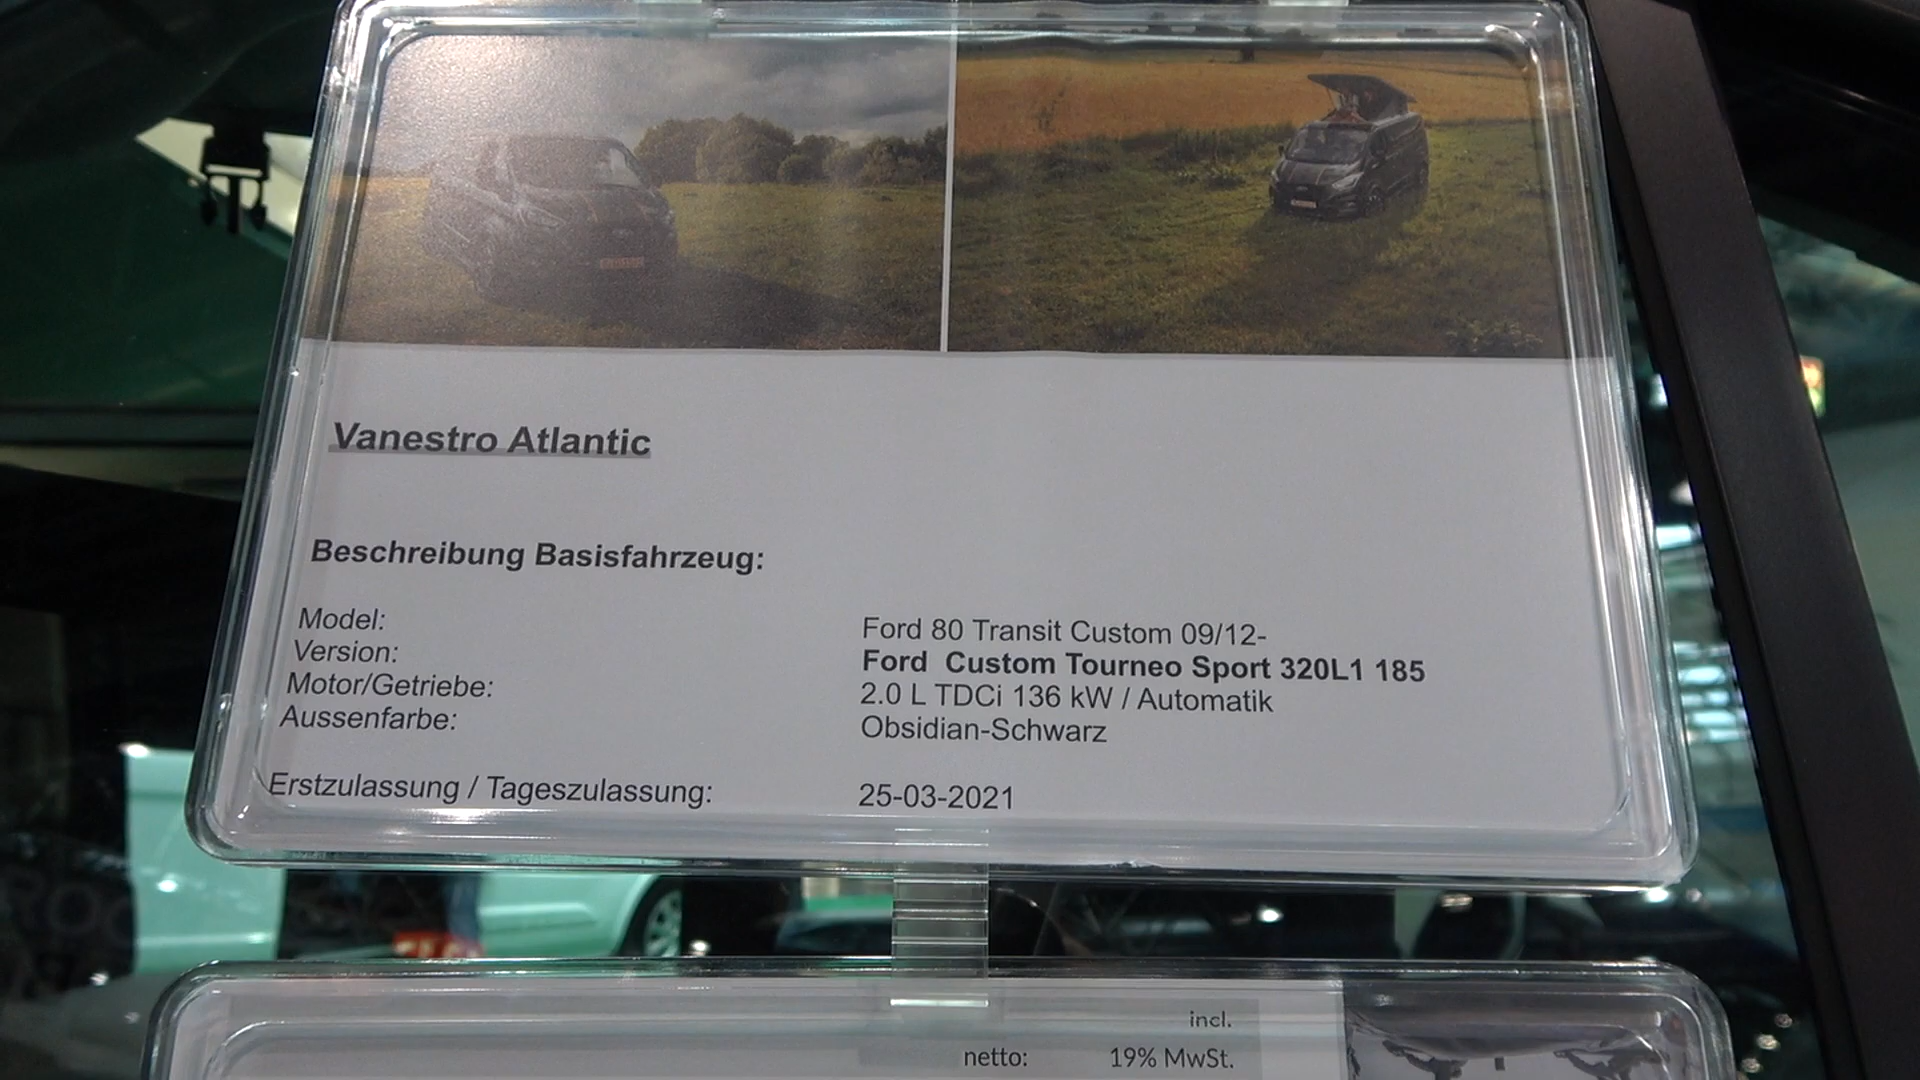 Vanestro Atlantic
Beschreibung Basisfahrzeug:
Model: Ford 80 Transit Custom 09/12-
Version: Ford Custom Tourneo Sport 320L1 185
Motor/Getriebe: 2.0 L TDCi 136 kW / Automatik
Aussenfarbe: Obsidian-Schwarz
Erstzulassung / Tageszulassung: 25-03-2021
incl.
netto: 19% MwSt.